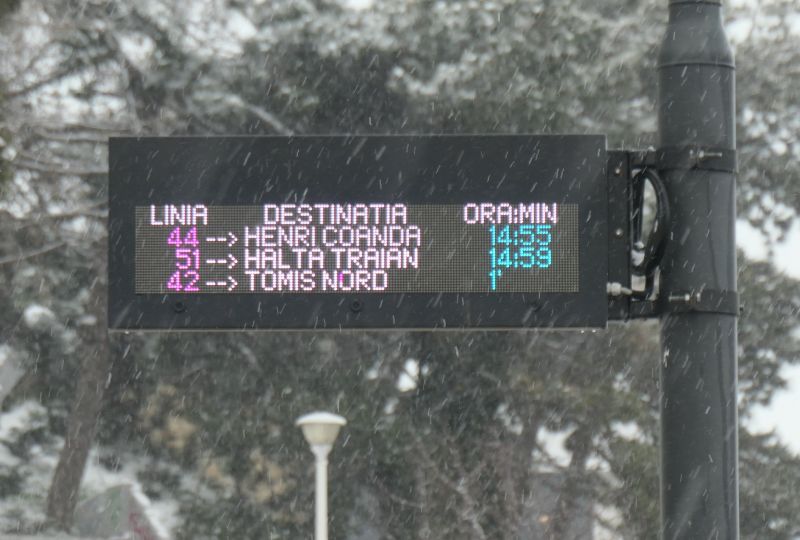 LINIA DESTINATIA ORA:MIN
44 --> HENRI COANDA 14:55
51 --> HALTA TRAIAN 14:59
42 --> TOMIS NORD 1'